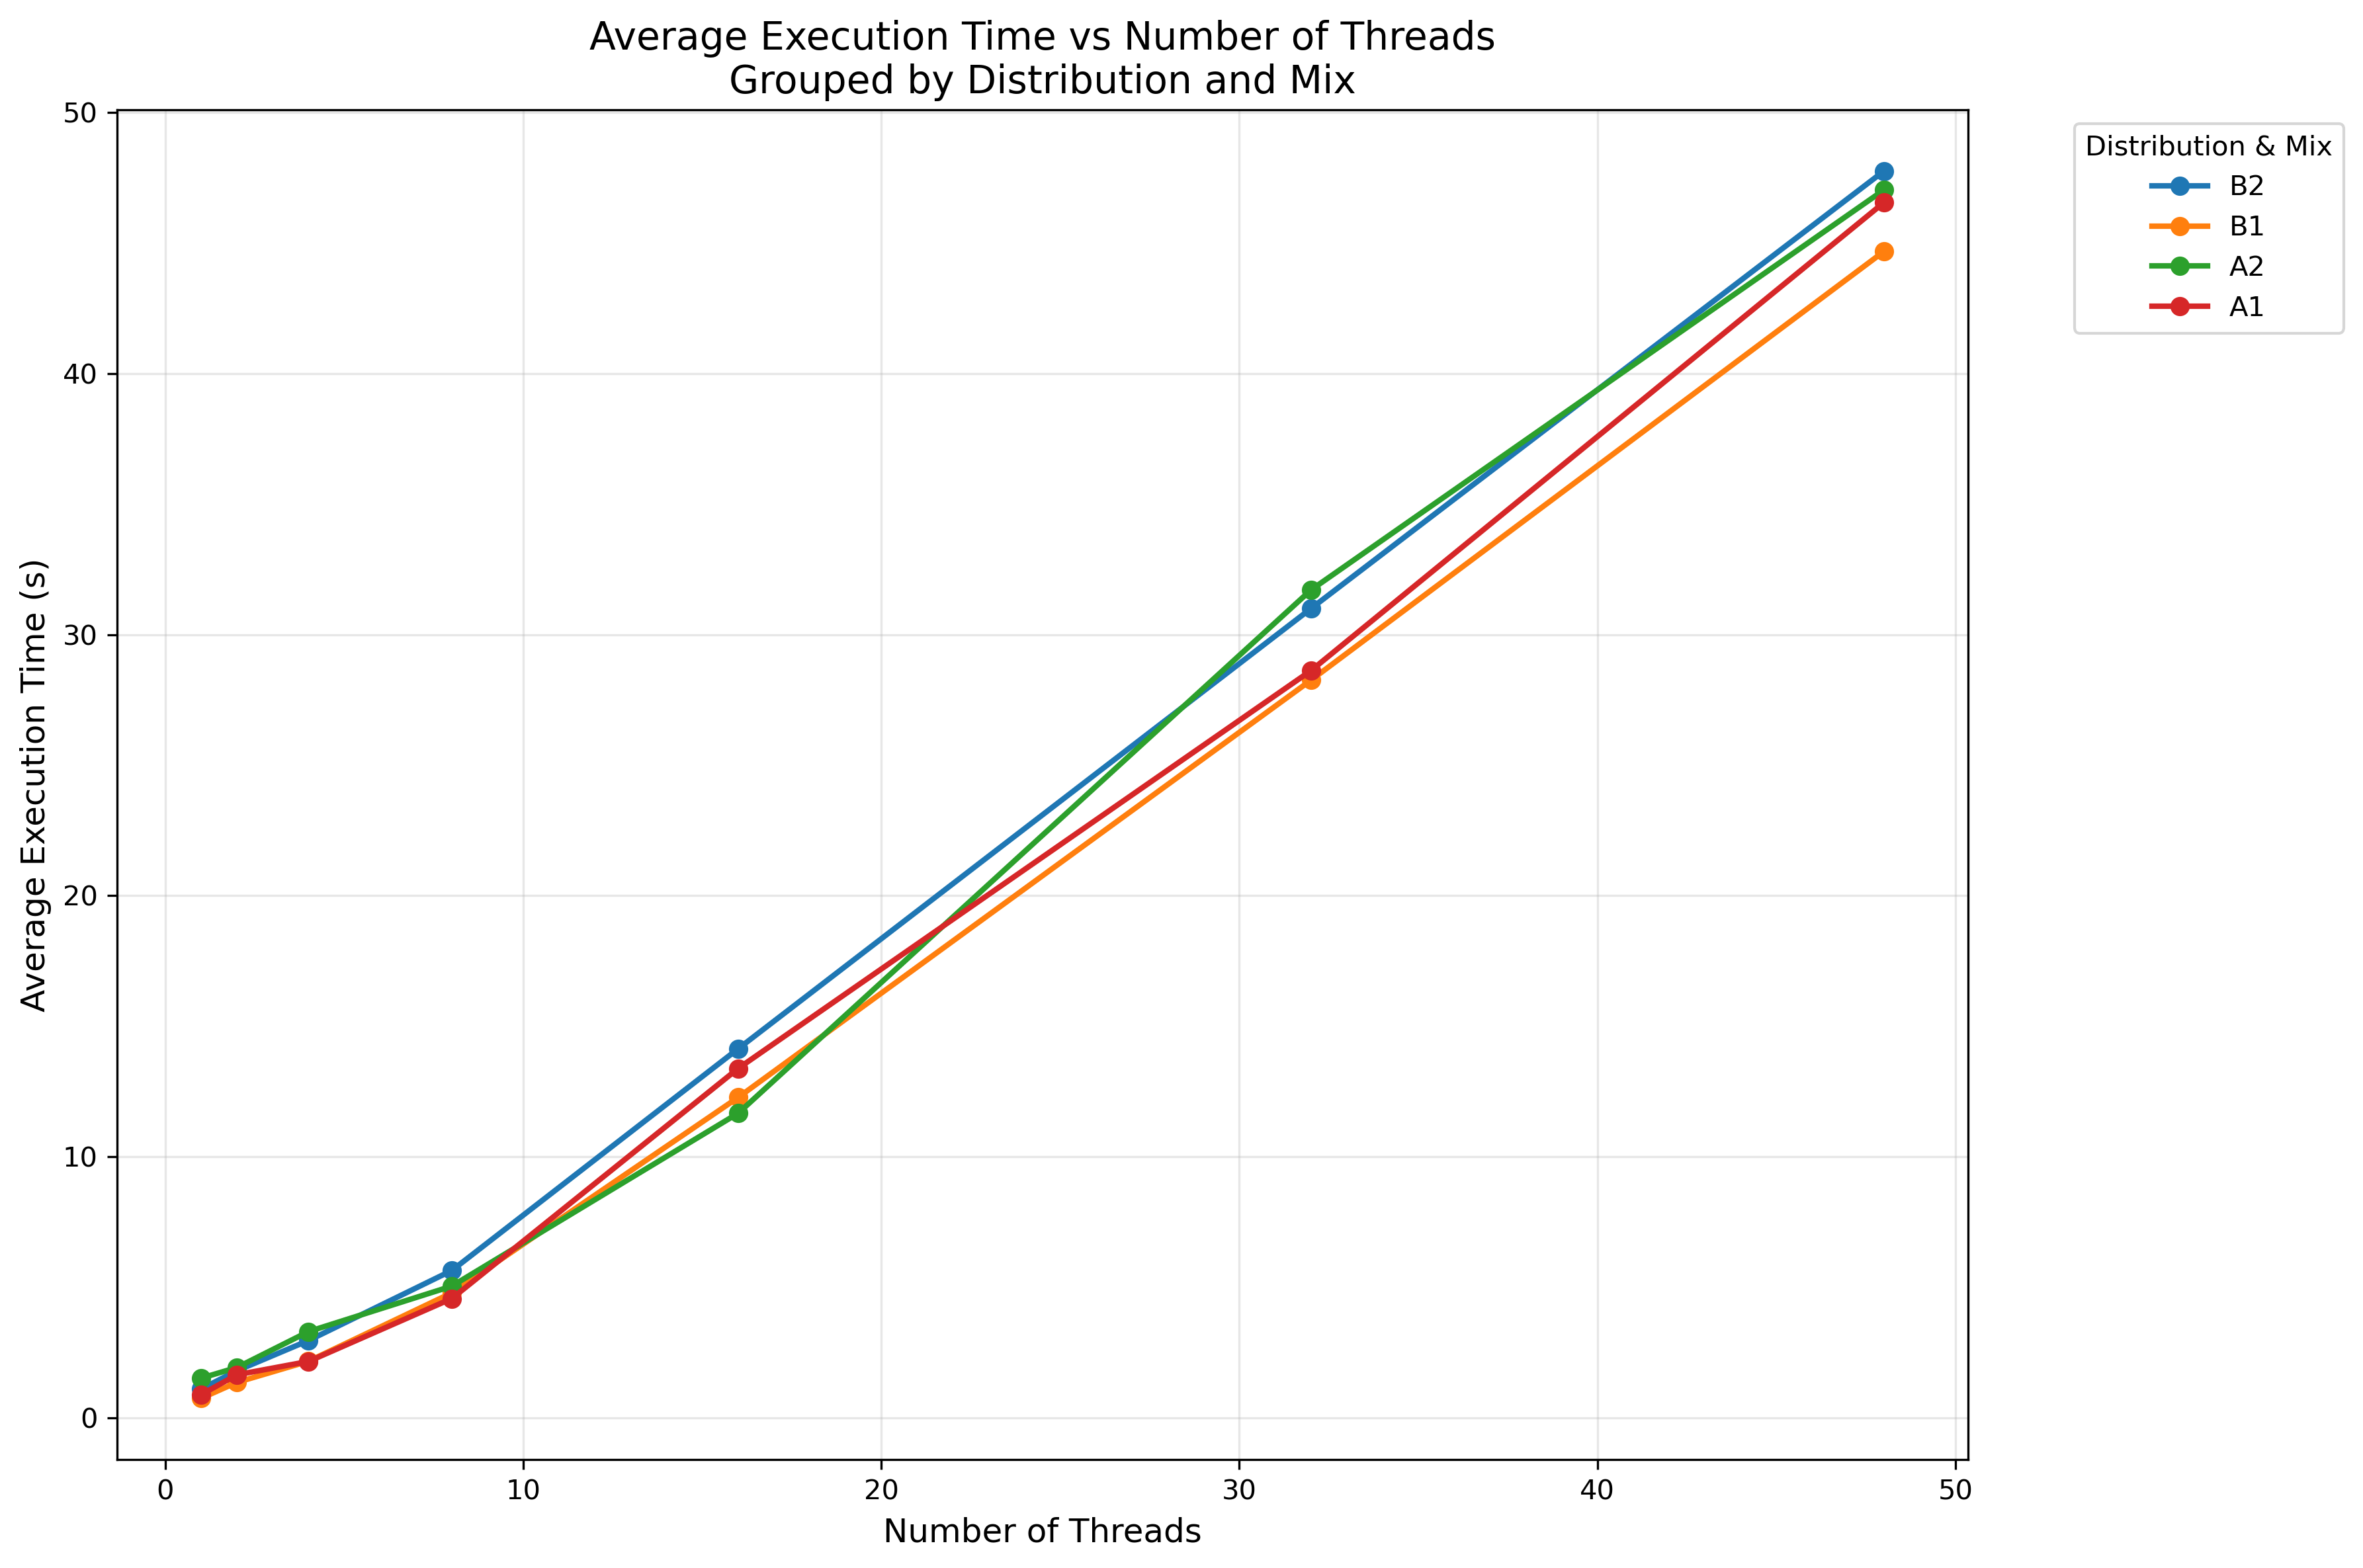 Average Execution Time vs Number of Threads
Grouped by Distribution and Mix
Average Execution Time (s)
50
40
30
20
10
0
0
10
20
30
40
50
Number of Threads
Distribution & Mix
B2
B1
A2
A1